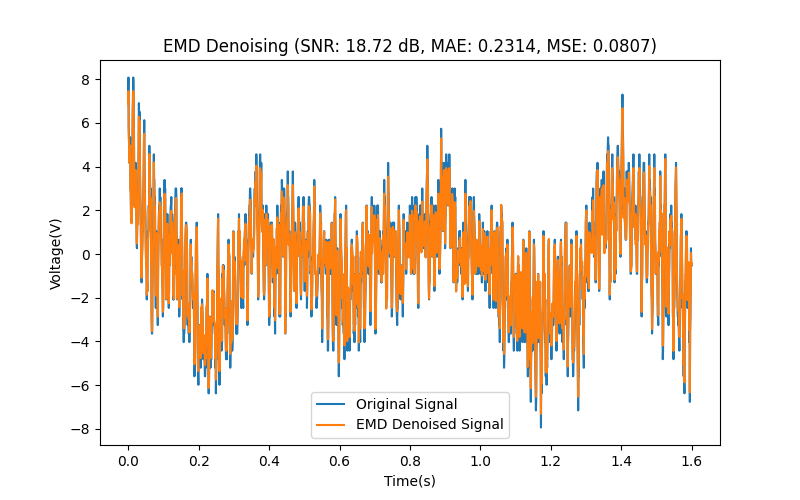 EMD Denoising (SNR: 18.72 dB, MAE: 0.2314, MSE: 0.0807)
8
6
4
2
0
−2
−4
−6
−8
Voltage(V)
Original Signal
EMD Denoised Signal
0.0 0.2 0.4 0.6 0.8 1.0 1.2 1.4 1.6
Time(s)